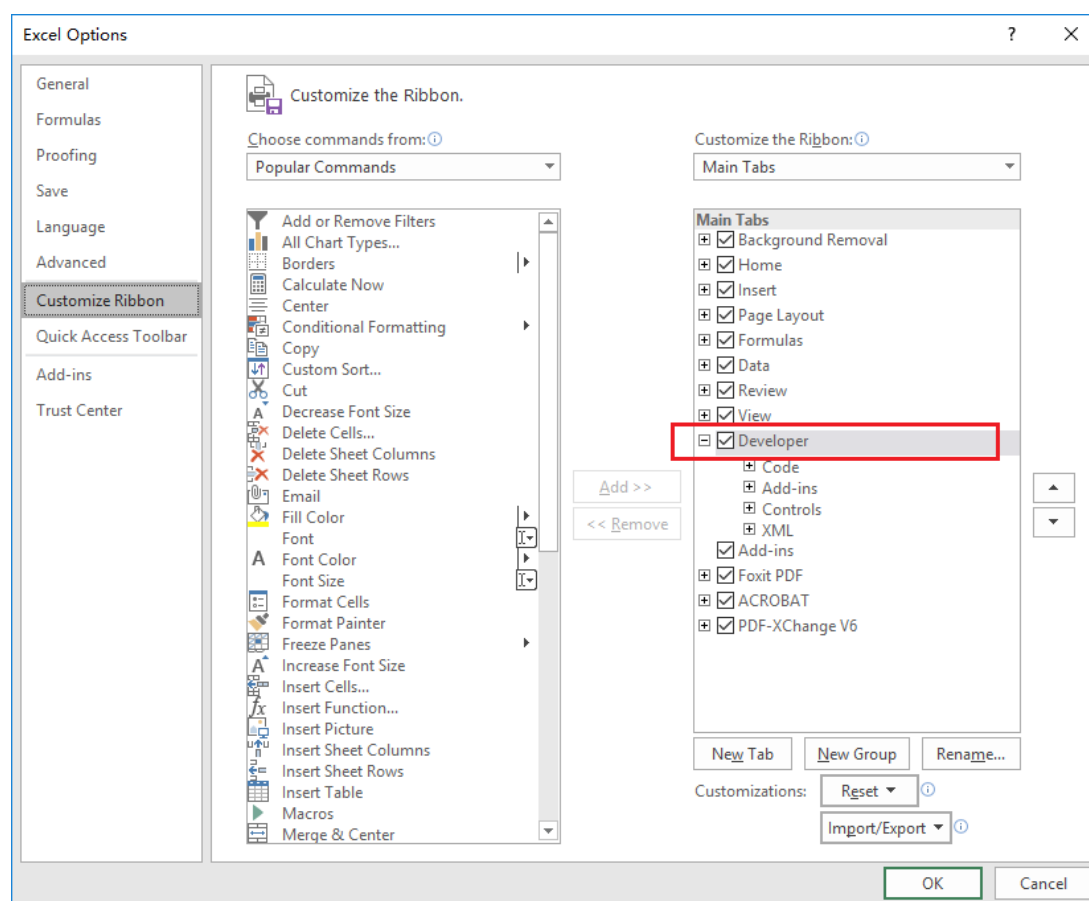 Excel Options
?
General
Formulas
Proofing
Save
Language
Advanced
Customize Ribbon
Quick Access Toolbar
Add-ins
Trust Center
Customize the Ribbon.
Choose commands from:
Popular Commands
Add or Remove Filters
All Chart Types...
Borders
Calculate Now
Center
Conditional Formatting
Copy
Custom Sort...
Cut
Decrease Font Size
Delete Cells...
Delete Sheet Columns
Delete Sheet Rows
Email
Fill Color
Font
Font Color
Font Size
Format Cells
Format Painter
Freeze Panes
Increase Font Size
Insert Cells...
Insert Function...
Insert Picture
Insert Sheet Columns
Insert Sheet Rows
Insert Table
Macros
Merge & Center
Add >>
<< Remove
Customize the Ribbon:
Main Tabs
Main Tabs
Background Removal
Home
Insert
Page Layout
Formulas
Data
Review
View
Developer
Code
Add-ins
Controls
XML
Add-ins
Foxit PDF
ACROBAT
PDF-XChange V6
New Tab
New Group
Rename...
Customizations:
Reset
Import/Export
OK
Cancel